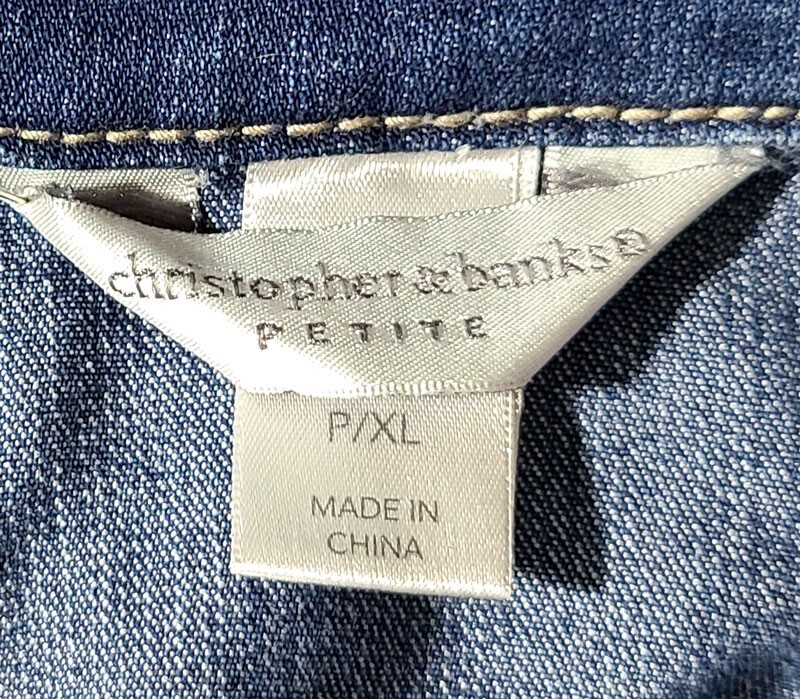 christopher & banks®
PETITE
P/XL
MADE IN
CHINA